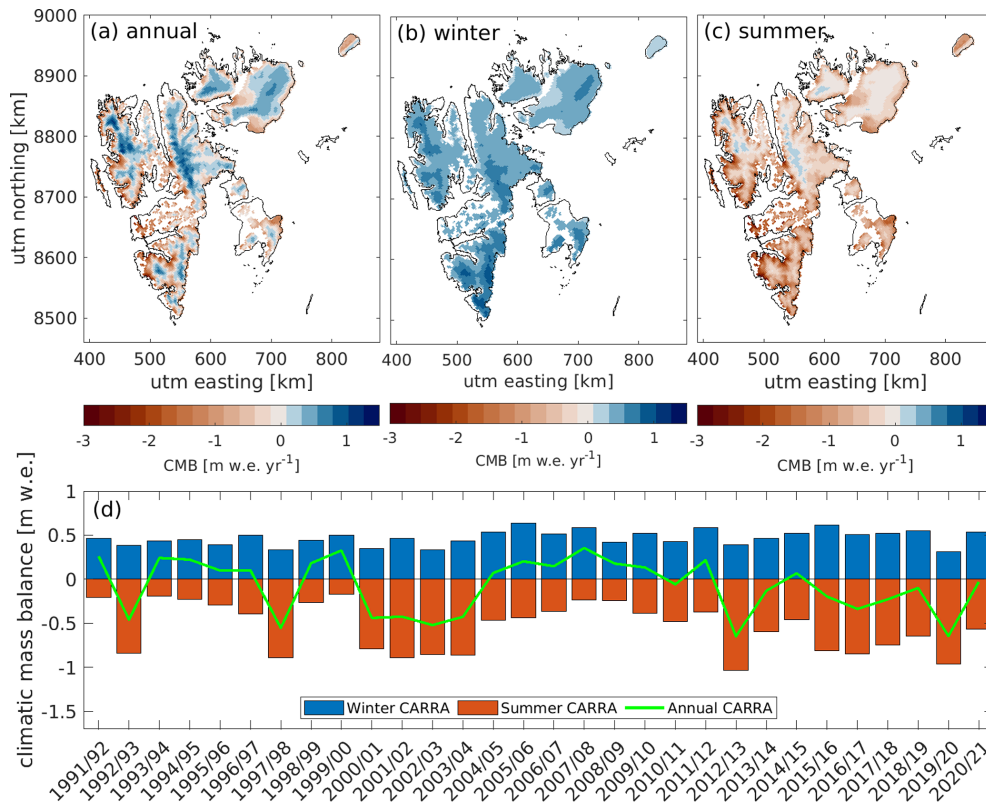 (a) annual
(b) winter
(c) summer
9000
8900
8800
8700
8600
8500
utm northing [km]
400 500 600 700 800
400 500 600 700 800
400 500 600 700 800
utm easting [km]
utm easting [km]
utm easting [km]
-3 -2 -1 0 1
-3 -2 -1 0 1
-3 -2 -1 0 1
CMB [m w.e. yr-1]
CMB [m w.e. yr-1]
CMB [m w.e. yr-1]
(d)
climatic mass balance [m w.e.]
1
0.5
0
-0.5
-1
-1.5
Winter CARRA Summer CARRA Annual CARRA
1991/92
1992/93
1993/94
1994/95
1995/96
1996/97
1997/98
1998/99
1999/00
2000/01
2001/02
2002/03
2003/04
2004/05
2005/06
2006/07
2007/08
2008/09
2009/10
2010/11
2011/12
2012/13
2013/14
2014/15
2015/16
2016/17
2017/18
2018/19
2019/20
2020/21